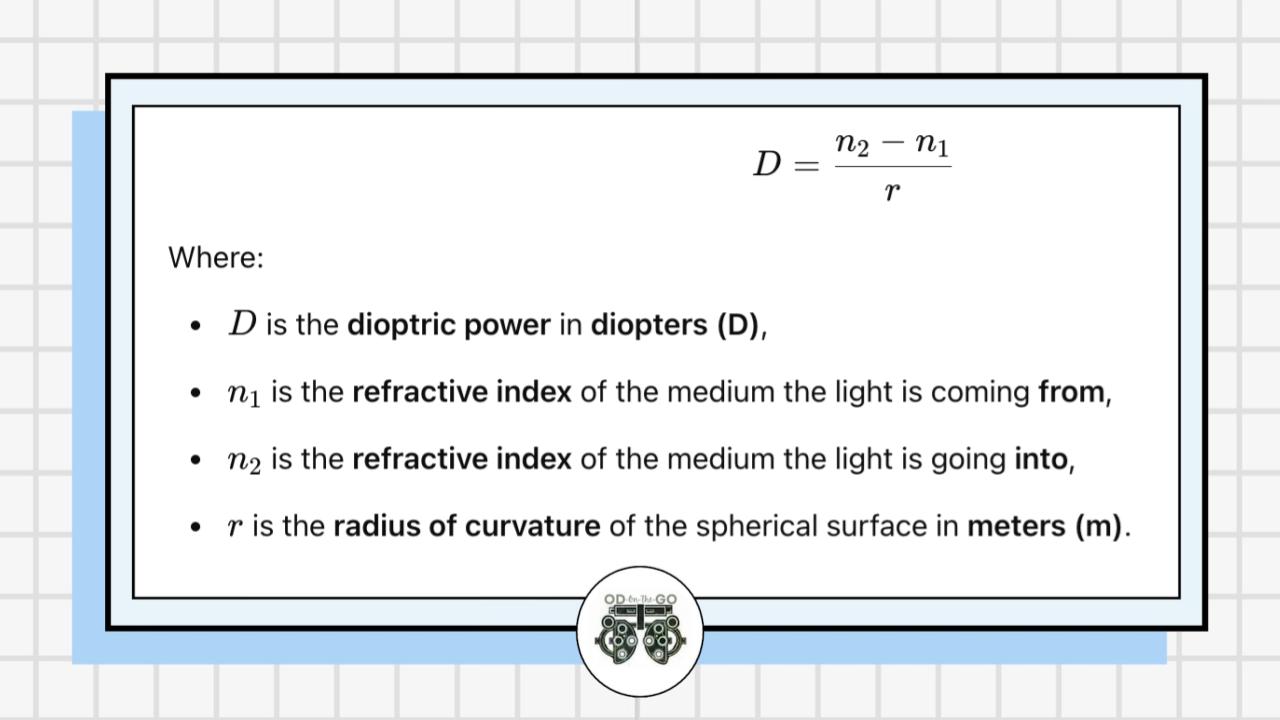 D = \frac{n_2 - n_1}{r}
Where:
• D is the dioptric power in diopters (D),
• n₁ is the refractive index of the medium the light is coming from,
• n₂ is the refractive index of the medium the light is going into,
• r is the radius of curvature of the spherical surface in meters (m).
OD-On-The-GO